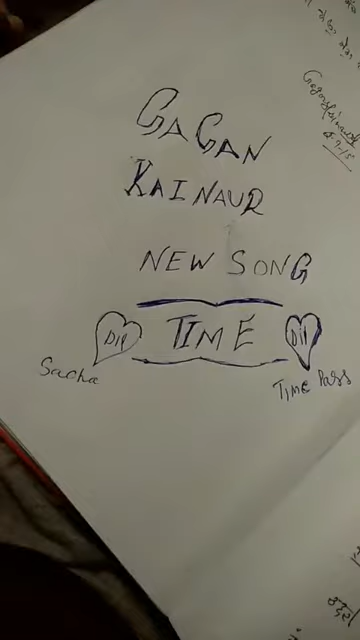 GAGAN
KAINAUR
NEW SONG
Dil TIME Dil
Sacha
TIME Pass